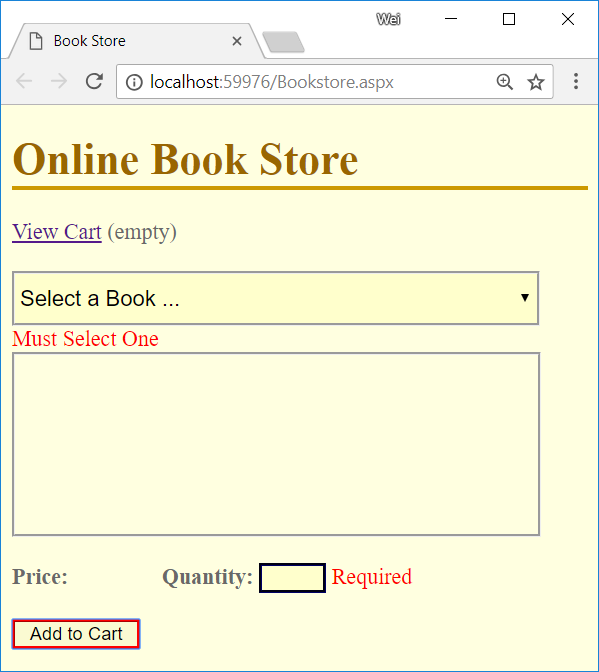 Wei
Book Store
localhost:59976/Bookstore.aspx
Online Book Store
View Cart (empty)
Select a Book ...
Must Select One
Price: Quantity: Required
Add to Cart